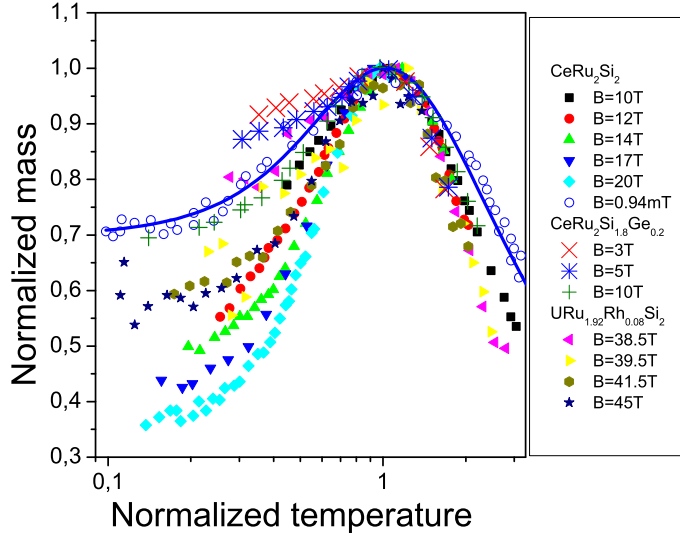 1,0
0,9
0,8
0,7
0,6
0,5
0,4
0,3
0,1
1
Normalized mass
Normalized temperature
CeRu2Si2
B=10T
B=12T
B=14T
B=17T
B=20T
B=0.94mT
CeRu2Si1.8Ge0.2
B=3T
B=5T
B=10T
URu1.92Rh0.08Si2
B=38.5T
B=39.5T
B=41.5T
B=45T